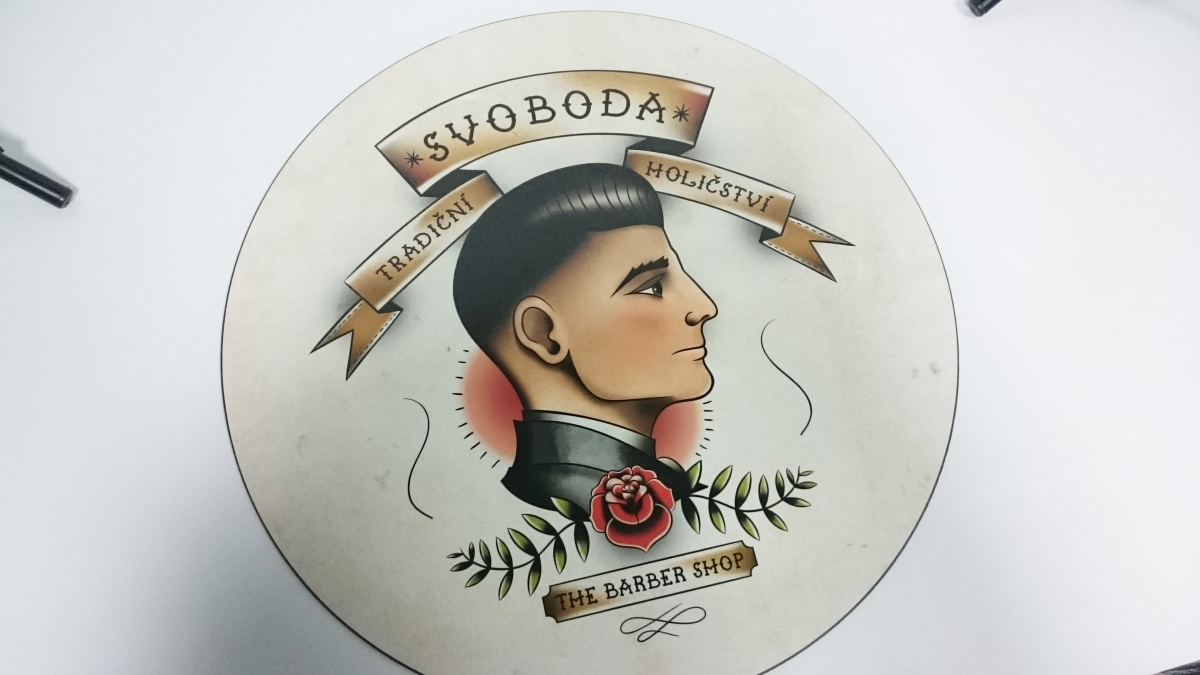 * SVOBODA *
TRADIČNÍ
HOLIČSTVÍ
THE BARBER SHOP